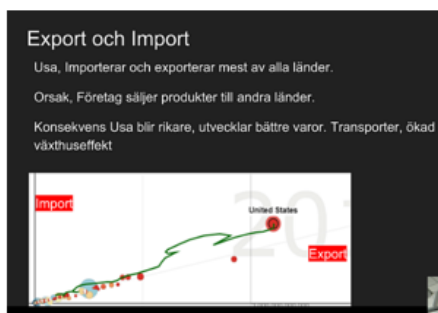 Export och Import
Usa, Importerar och exporterar mest av alla länder.
Orsak, Företag säljer produkter till andra länder.
Konsekvens Usa blir rikare, utvecklar bättre varor. Transporter, ökad
växthuseffekt
Import
United States
Export